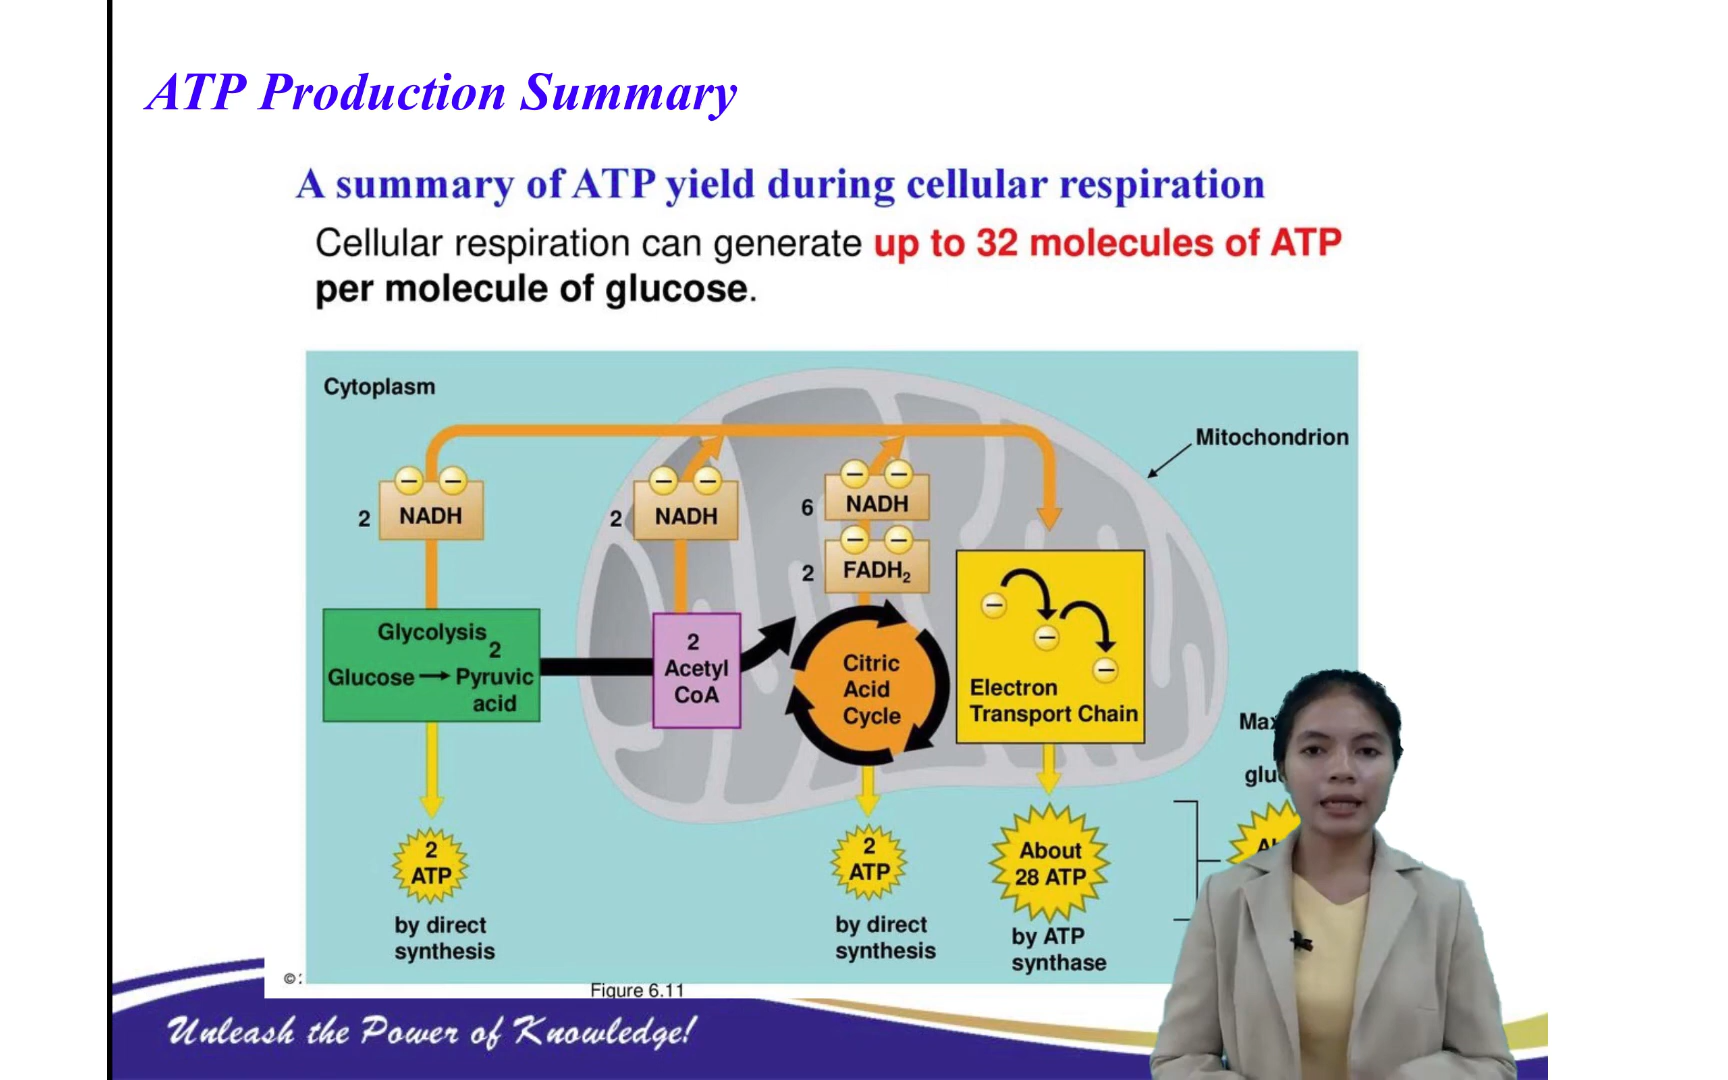 ATP Production Summary
A summary of ATP yield during cellular respiration
Cellular respiration can generate up to 32 molecules of ATP
per molecule of glucose.
Cytoplasm
Mitochondrion
2 NADH
2 NADH
6 NADH
2 FADH₂
Glycolysis
2
Glucose → Pyruvic
acid
2
Acetyl
CoA
Citric
Acid
Cycle
Electron
Transport Chain
2
ATP
by direct
synthesis
2
ATP
by direct
synthesis
About
28 ATP
by ATP
synthase
©
Figure 6.11
Unleash the Power of Knowledge!